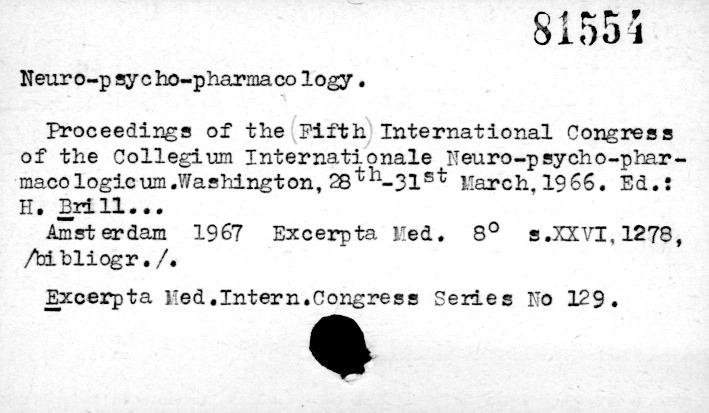 81554
Neuro-psycho-pharmacology.
Proceedings of the (Fifth) International Congress
of the Collegium Internationale Neuro-psycho-phar-
macologicum.Washington, 28th-31st March,1966. Ed.:
H. Brill...
Amsterdam 1967 Excerpta Med. 8° s.XXVI,1278,
/bibliogr./.
Excerpta Med.Intern.Congress Series No 129.